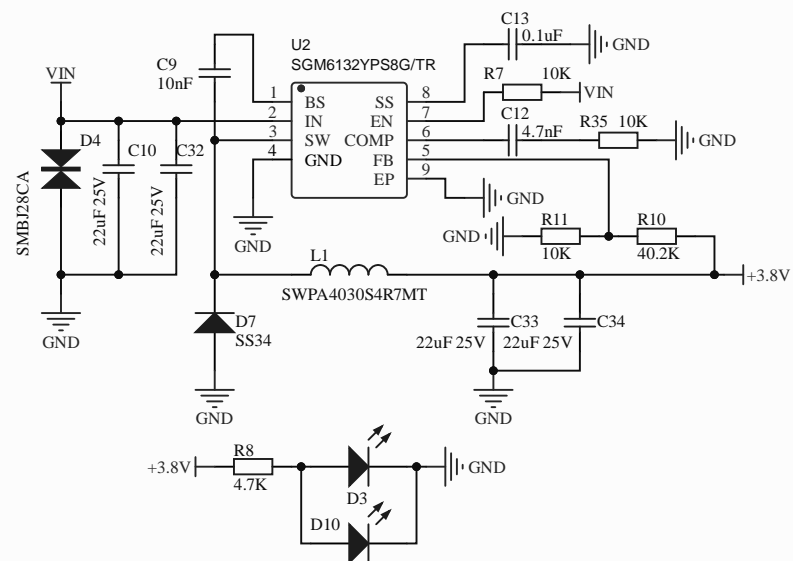 C13
0.1uF
GND
U2
SGM6132YPS8G/TR
C9
10nF
VIN
R7 10K
VIN
1 BS SS 8
2 IN EN 7
3 SW COMP 6
4 GND FB 5
EP 9
C12
4.7nF
R35 10K
GND
D4
SMBJ28CA
C10
22uF 25V
C32
22uF 25V
GND
GND
GND
R11
10K
R10
40.2K
GND
L1
SWPA4030S4R7MT
+3.8V
D7
SS34
C33
22uF 25V
C34
22uF 25V
GND
GND
GND
+3.8V
R8
4.7K
D3
GND
D10